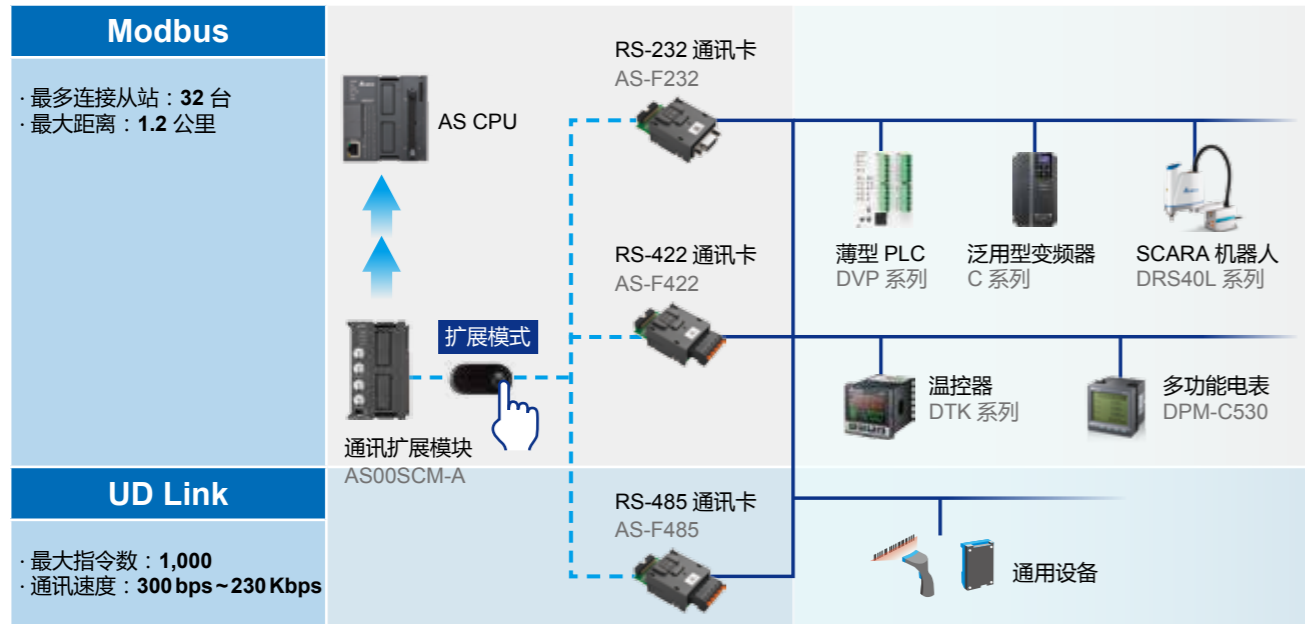 Modbus
· 最多连接从站：32 台
· 最大距离：1.2 公里
AS CPU
扩展模式
通讯扩展模块
AS00SCM-A
RS-232 通讯卡
AS-F232
RS-422 通讯卡
AS-F422
RS-485 通讯卡
AS-F485
薄型 PLC
DVP 系列
泛用型变频器
C 系列
SCARA 机器人
DRS40L 系列
温控器
DTK 系列
多功能电表
DPM-C530
UD Link
· 最大指令数：1,000
· 通讯速度：300 bps~230 Kbps
通用设备